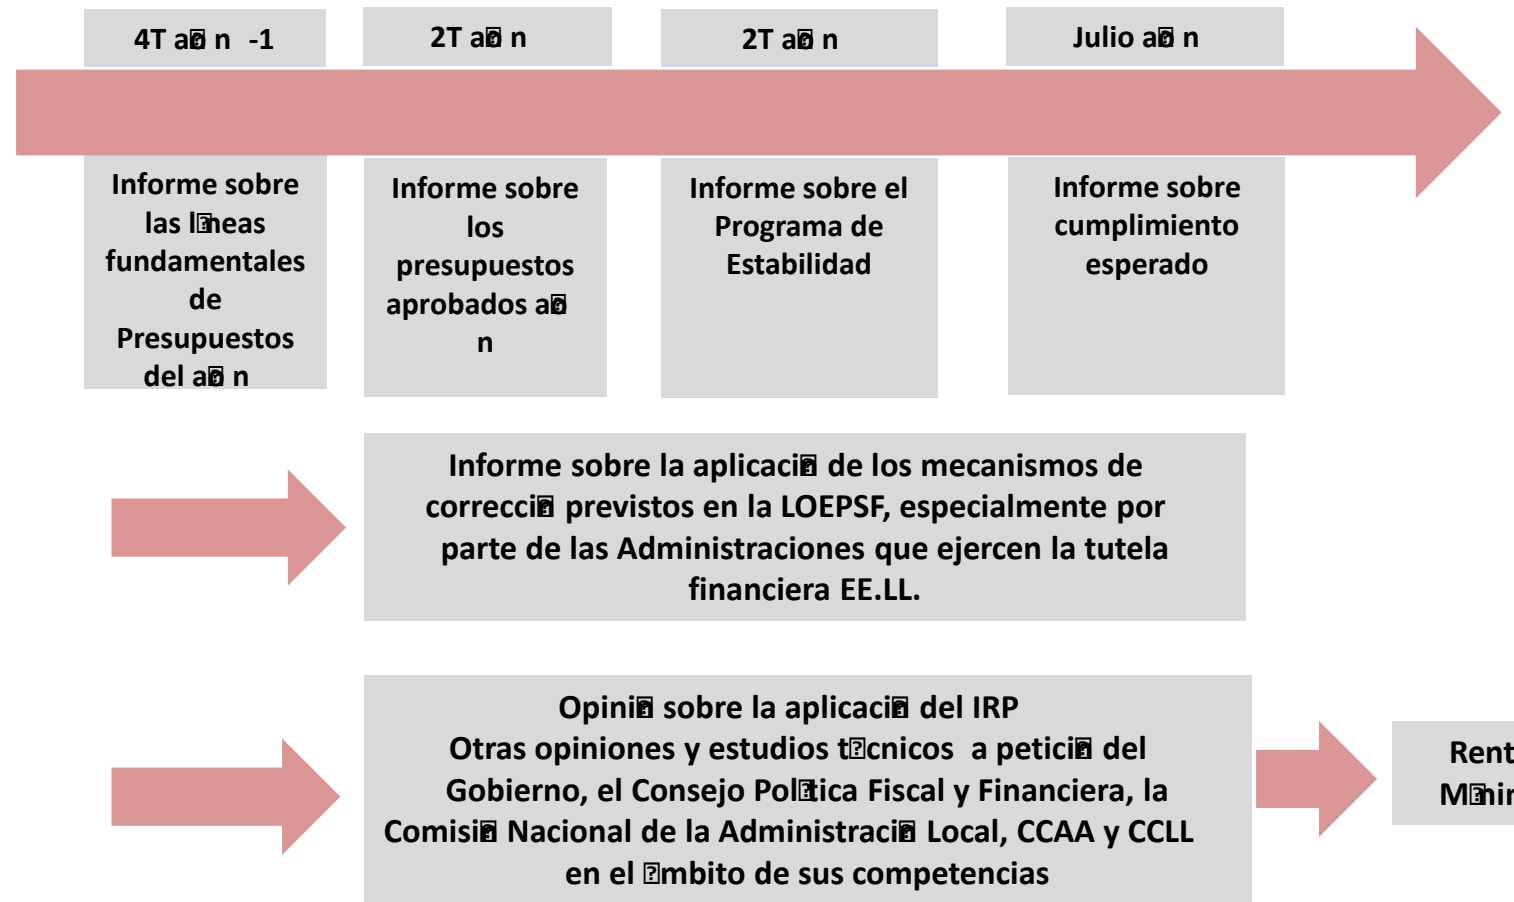 4T a�o n -1
2T a�o n
2T a�o n
Julio a�o n
Informe sobre
las l�neas
fundamentales
de
Presupuestos
del a�o n
Informe sobre
los
presupuestos
aprobados a�o
n
Informe sobre el
Programa de
Estabilidad
Informe sobre
cumplimiento
esperado
Informe sobre la aplicaci�n de los mecanismos de
correcci�n previstos en la LOEPSF, especialmente por
parte de las Administraciones que ejercen la tutela
financiera EE.LL.
Opini�n sobre la aplicaci�n del IRP
Otras opiniones y estudios t�cnicos a petici�n del
Gobierno, el Consejo Pol�tica Fiscal y Financiera, la
Comisi�n Nacional de la Administraci�n Local, CCAA y CCLL
en el �mbito de sus competencias
Rent